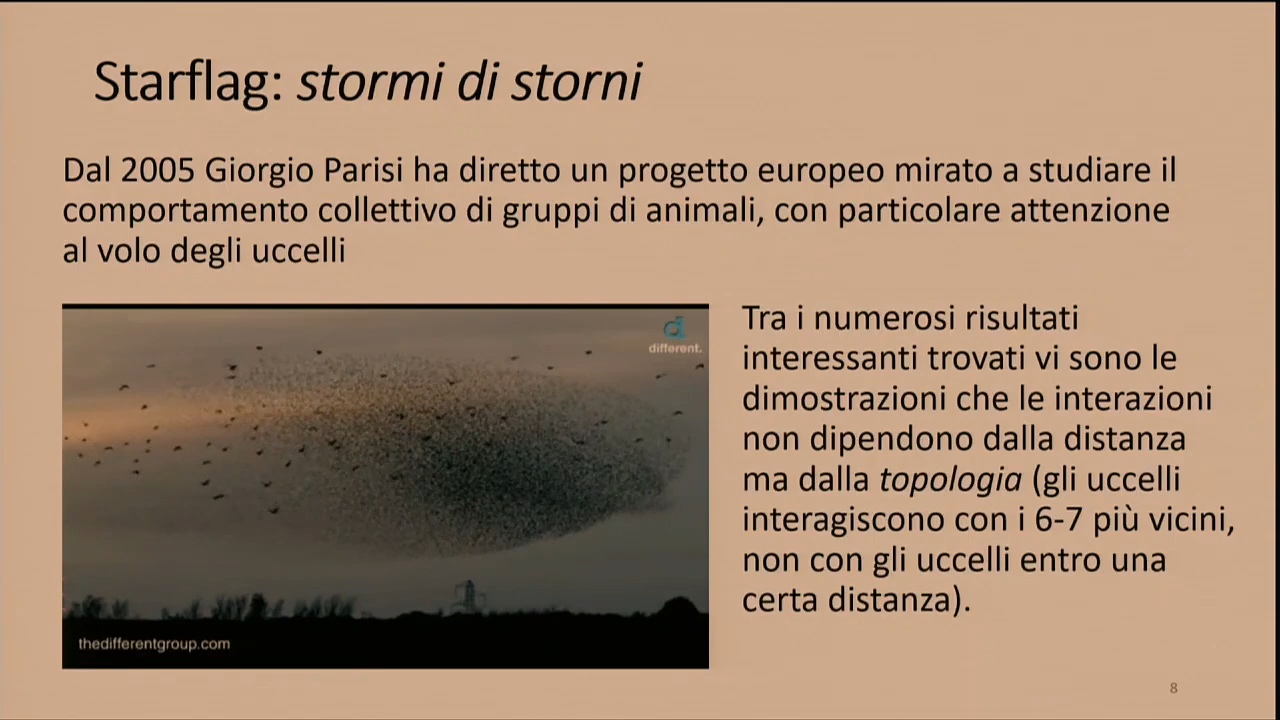 Starflag: stormi di storni
Dal 2005 Giorgio Parisi ha diretto un progetto europeo mirato a studiare il
comportamento collettivo di gruppi di animali, con particolare attenzione
al volo degli uccelli
different.
thedifferentgroup.com
Tra i numerosi risultati
interessanti trovati vi sono le
dimostrazioni che le interazioni
non dipendono dalla distanza
ma dalla topologia (gli uccelli
interagiscono con i 6-7 più vicini,
non con gli uccelli entro una
certa distanza).
8